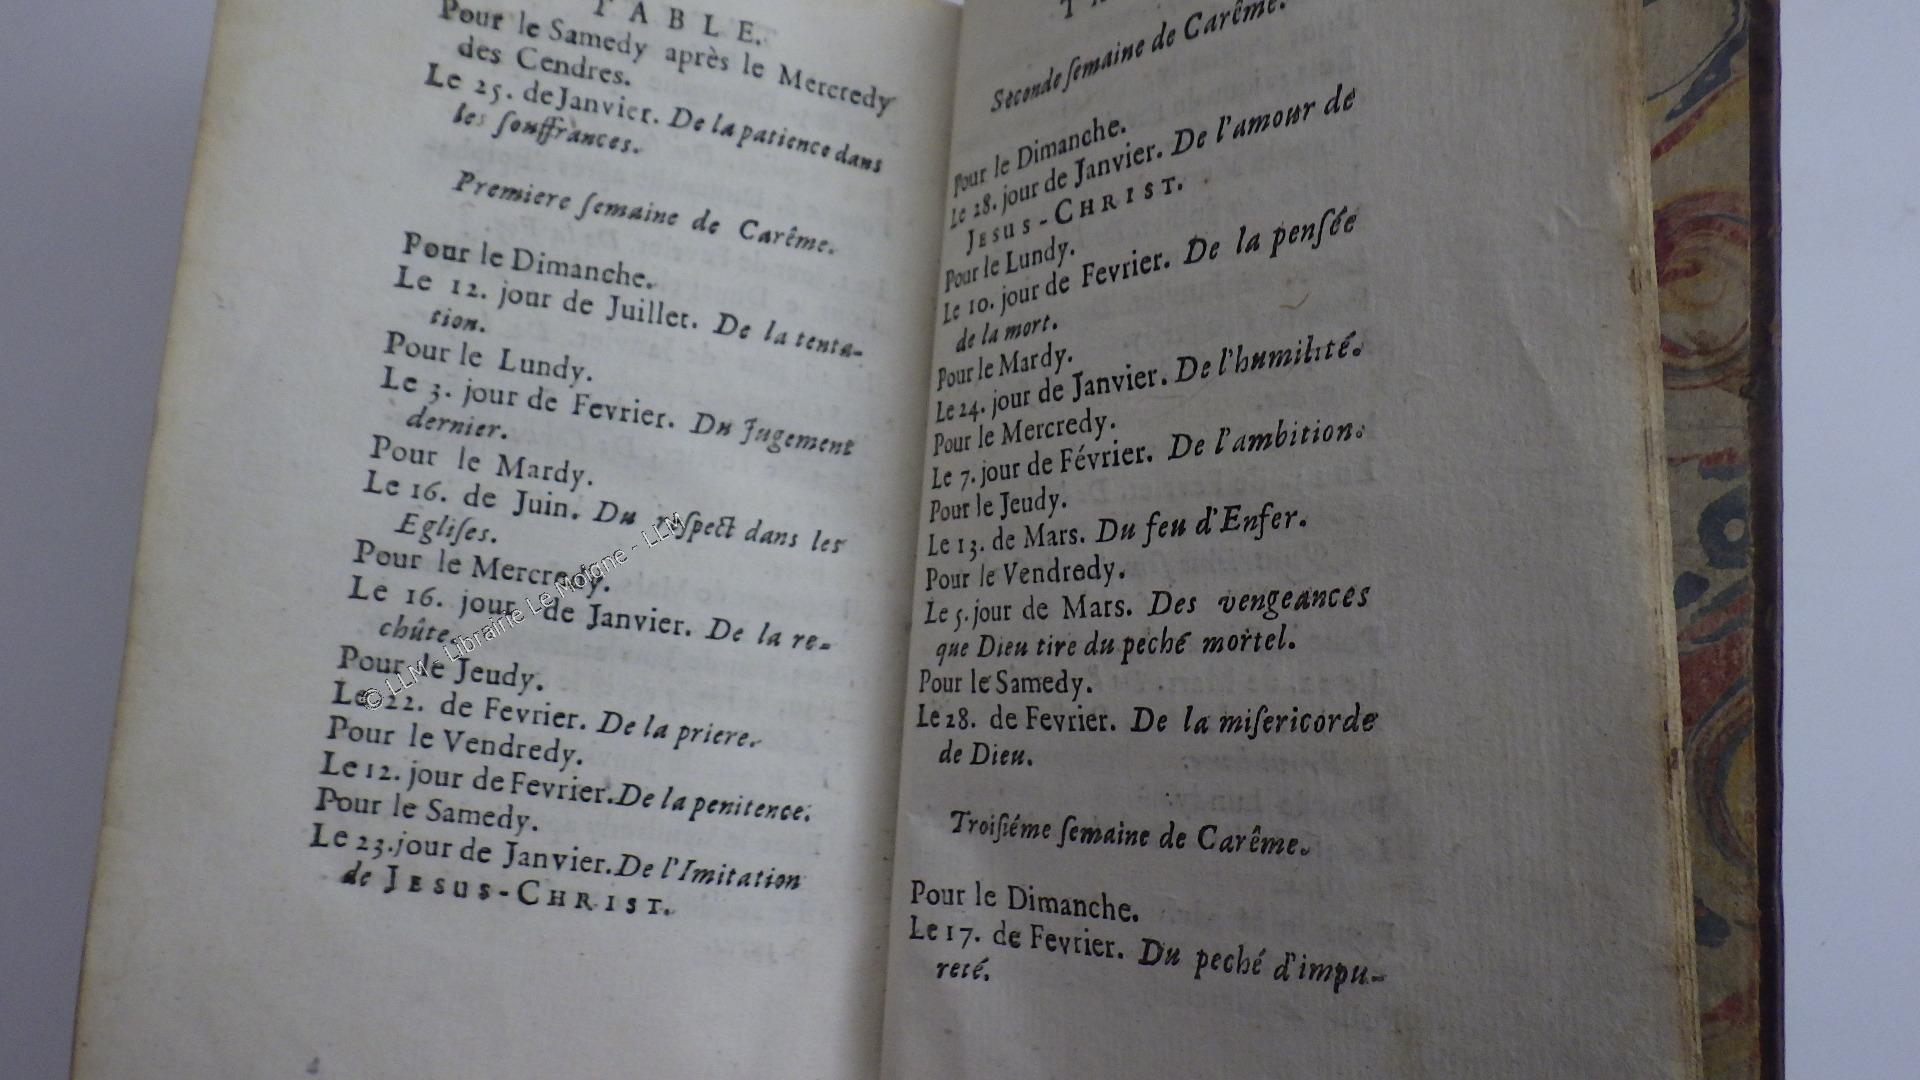 TABLE.
Pour le Samedy après le Mercredy
des Cendres.
Le 25. de Janvier. De la patience dans
les ſouffrances.
Premiere ſemaine de Carême.
Pour le Dimanche.
Le 12. jour de Juillet. De la tenta-
tion.
Pour le Lundy.
Le 3. jour de Fevrier. Du Jugement
dernier.
Pour le Mardy.
Le 16. de Juin. Du reſpect dans les
Egliſes.
Pour le Mercredy.
Le 16. jour de Janvier. De la re-
chûte.
Pour le Jeudy.
Le 22. de Fevrier. De la priere.
Pour le Vendredy.
Le 12. jour de Fevrier. De la penitence.
Pour le Samedy.
Le 23. jour de Janvier. De l'Imitation
de JESUS-CHRIST.
Seconde ſemaine de Carême.
Pour le Dimanche.
Le 28. jour de Janvier. De l'amour de
JESUS-CHRIST.
Pour le Lundy.
Le 10. jour de Fevrier. De la penſée
de la mort.
Pour le Mardy.
Le 24. jour de Janvier. De l'humilité.
Pour le Mercredy.
Le 7. jour de Février. De l'ambition.
Pour le Jeudy.
Le 13. de Mars. Du feu d'Enfer.
Pour le Vendredy.
Le 5. jour de Mars. Des vengeances
que Dieu tire du peché mortel.
Pour le Samedy.
Le 28. de Fevrier. De la miſericorde
de Dieu.
Troiſiéme ſemaine de Carême.
Pour le Dimanche.
Le 17. de Fevrier. Du peché d'impu-
reté.
© LLM - Librairie Le Moigne - LLM